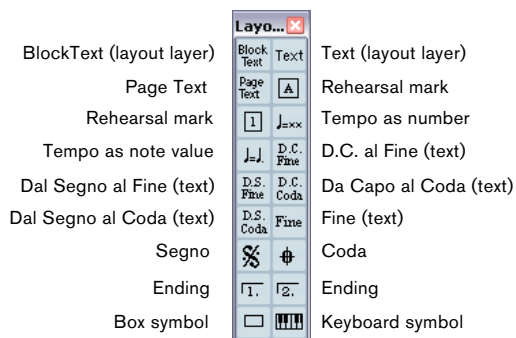 Layo...
BlockText (layout layer) Block Text Text Text (layout layer)
Page Text Page Text A Rehearsal mark
Rehearsal mark 1 ♩=×× Tempo as number
Tempo as note value ♩=♩. D.C. Fine D.C. al Fine (text)
Dal Segno al Fine (text) D.S. Fine D.C. Coda Da Capo al Coda (text)
Dal Segno al Coda (text) D.S. Coda Fine Fine (text)
Segno Coda
Ending 1. 2. Ending
Box symbol Keyboard symbol